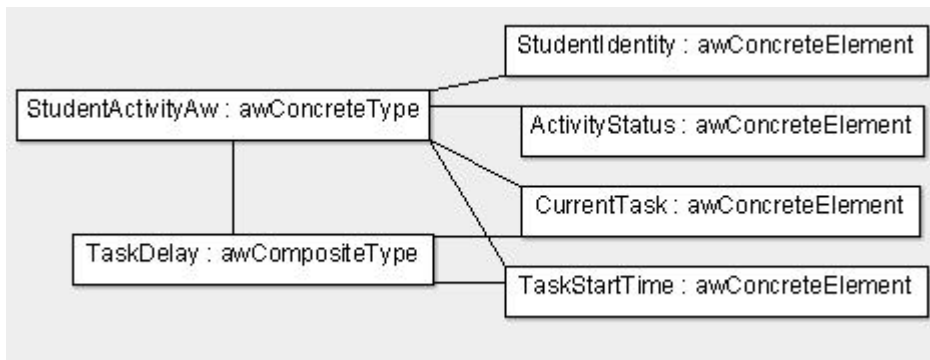 StudentIdentity : awConcreteElement
StudentActivityAw : awConcreteType
ActivityStatus : awConcreteElement
CurrentTask : awConcreteElement
TaskDelay : awCompositeType
TaskStartTime : awConcreteElement